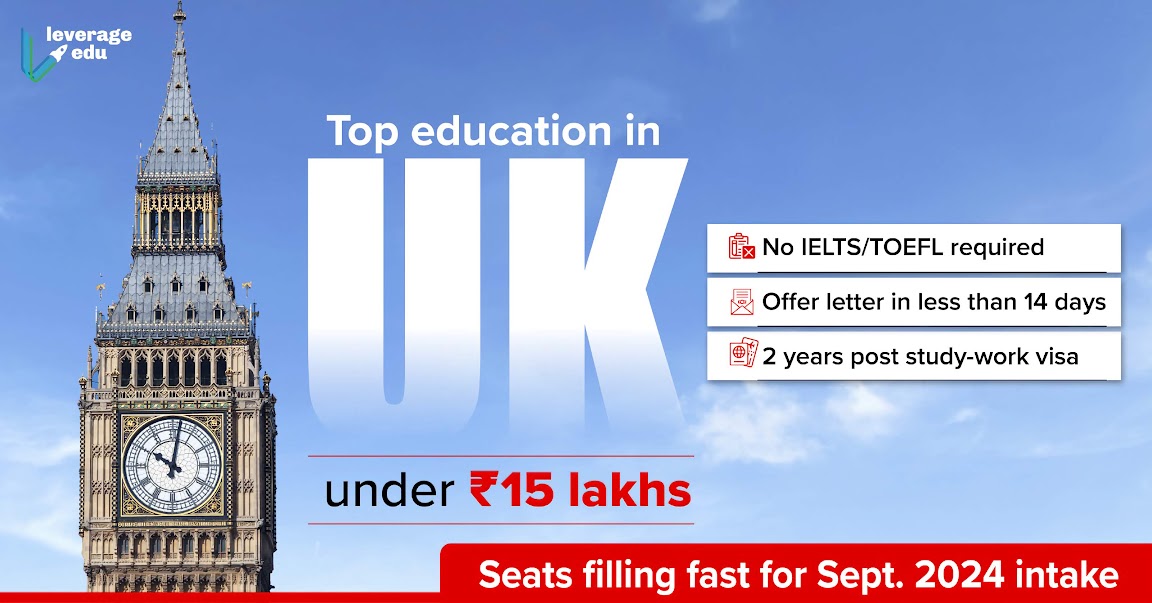 leverage
edu
Top education in
UK
under ₹15 lakhs
No IELTS/TOEFL required
Offer letter in less than 14 days
2 years post study-work visa
Seats filling fast for Sept. 2024 intake